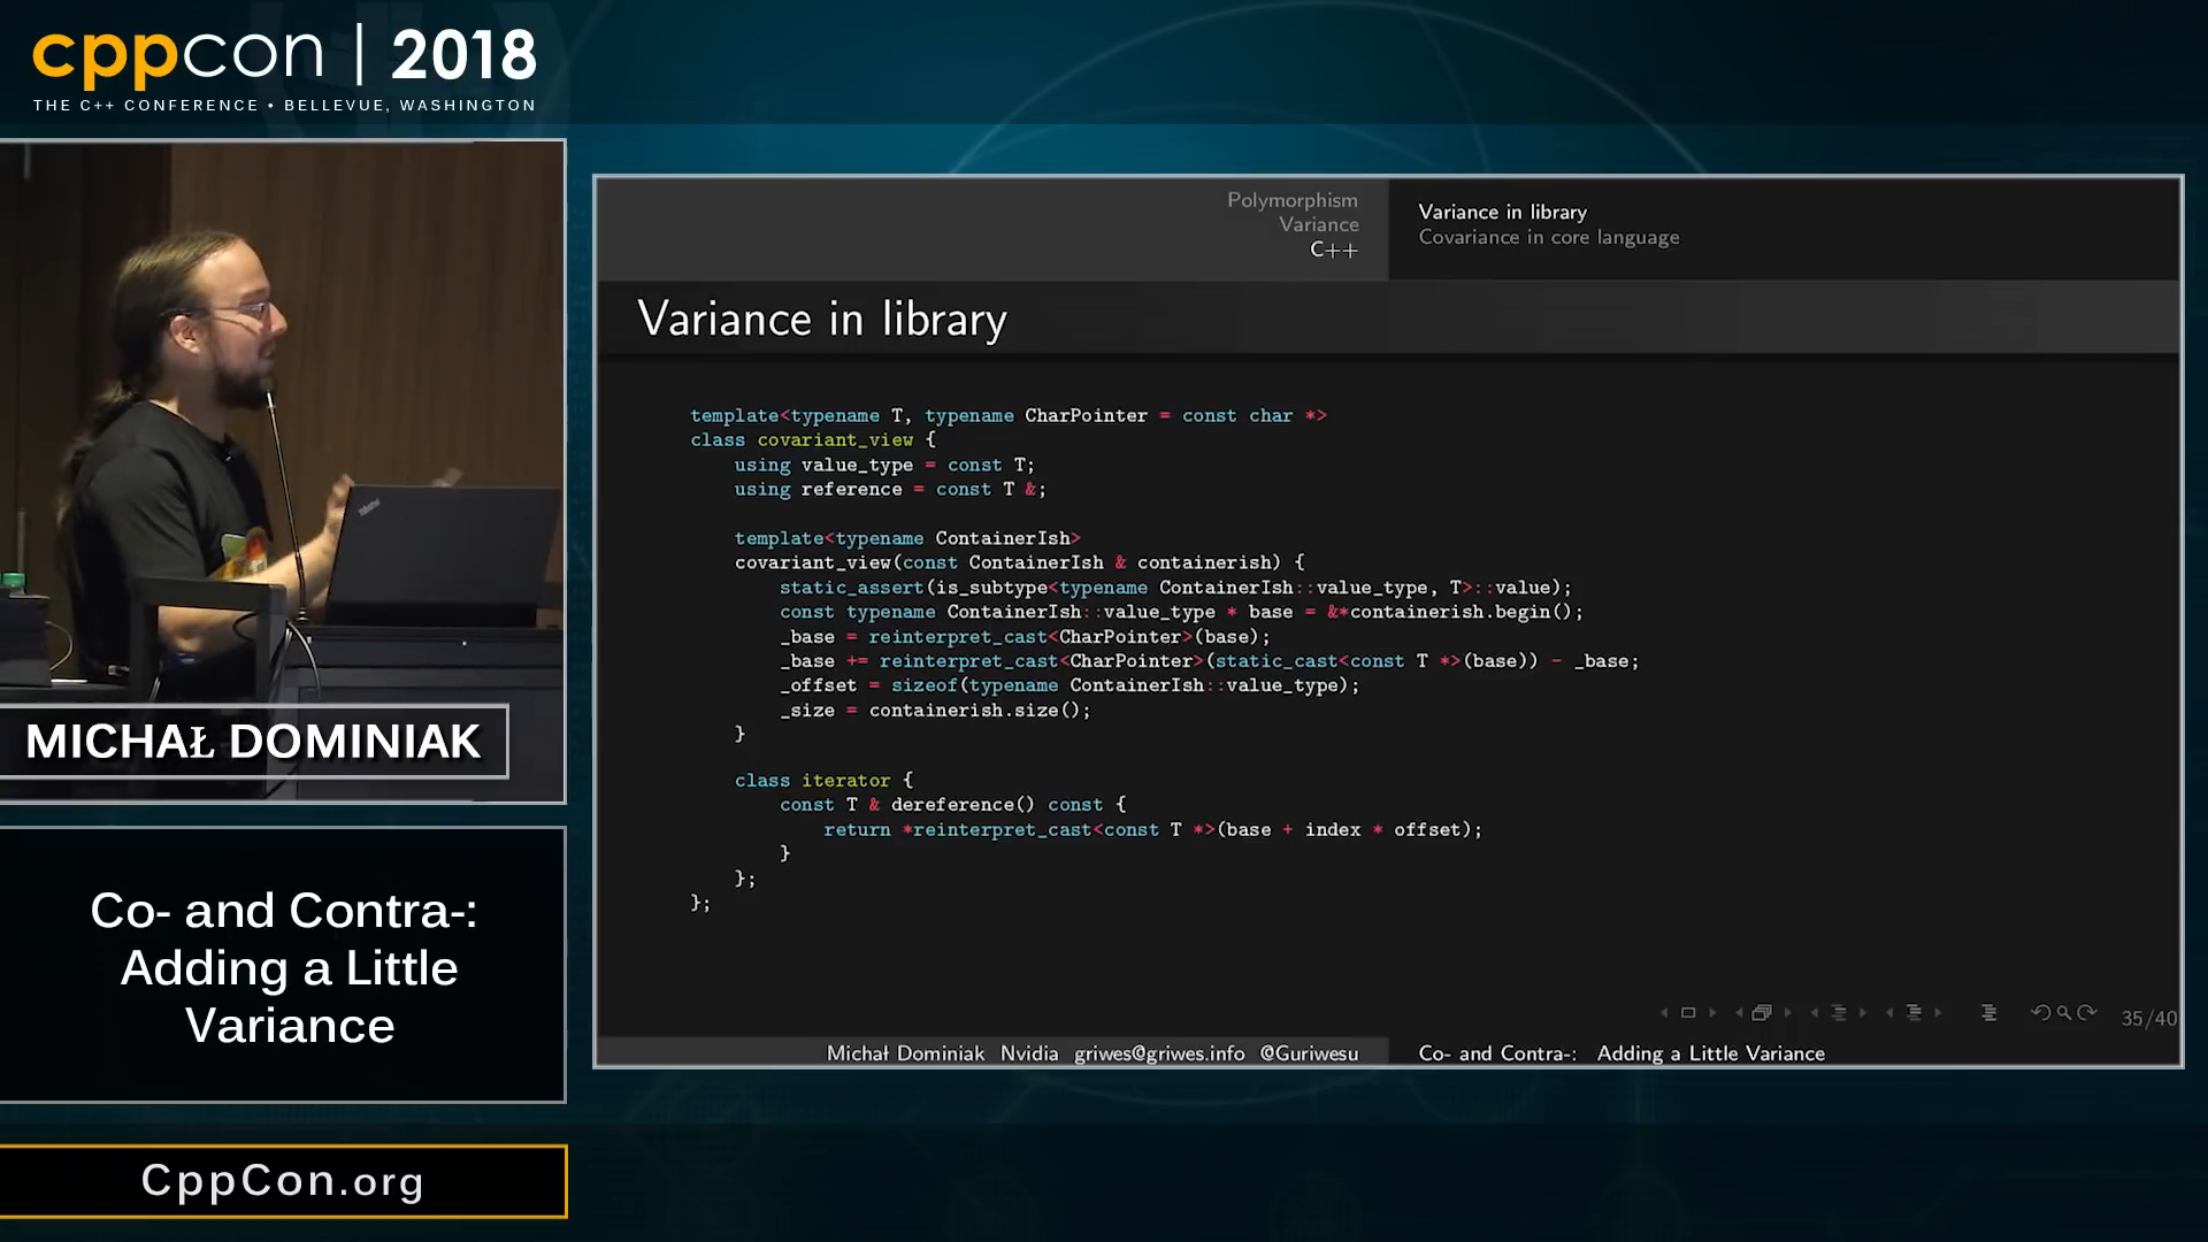 cppcon | 2018
THE C++ CONFERENCE • BELLEVUE, WASHINGTON
MICHAŁ DOMINIAK
Co- and Contra-:
Adding a Little
Variance
CppCon.org
Polymorphism
Variance
C++
Variance in library
Covariance in core language
Variance in library
template<typename T, typename CharPointer = const char *>
class covariant_view {
    using value_type = const T;
    using reference = const T &;
    template<typename ContainerIsh>
    covariant_view(const ContainerIsh & containerish) {
        static_assert(is_subtype<typename ContainerIsh::value_type, T>::value);
        const typename ContainerIsh::value_type * base = &*containerish.begin();
        _base = reinterpret_cast<CharPointer>(base);
        _base += reinterpret_cast<CharPointer>(static_cast<const T *>(base)) - _base;
        _offset = sizeof(typename ContainerIsh::value_type);
        _size = containerish.size();
    }
    class iterator {
        const T & dereference() const {
            return *reinterpret_cast<const T *>(base + index * offset);
        }
    };
};
35/40
Michał Dominiak Nvidia griwes@griwes.info @Guriwesu
Co- and Contra-: Adding a Little Variance